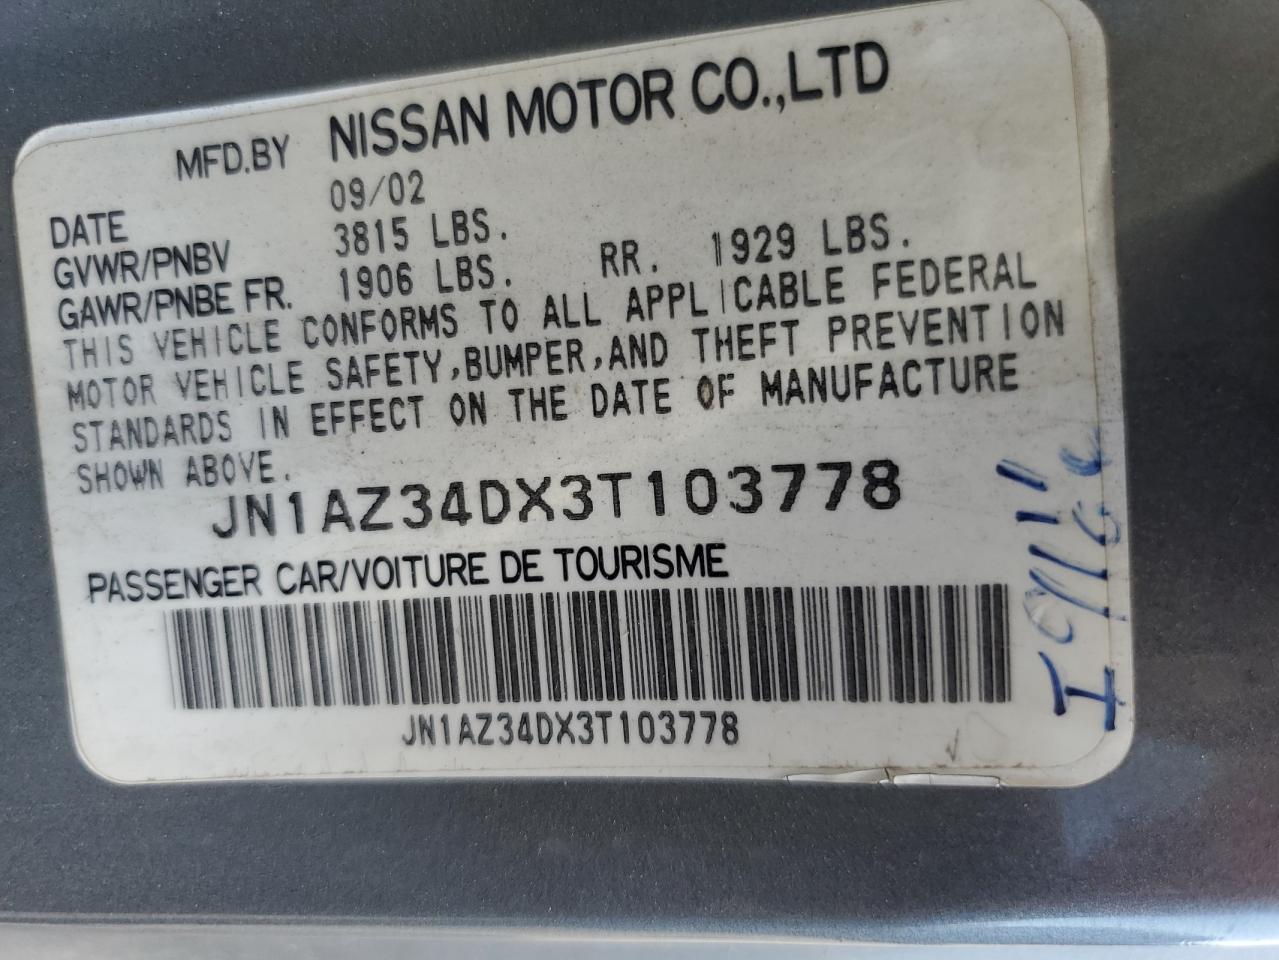 MFD.BY NISSAN MOTOR CO.,LTD
DATE 09/02
GVWR/PNBV 3815 LBS.
GAWR/PNBE FR. 1906 LBS. RR. 1929 LBS.
THIS VEHICLE CONFORMS TO ALL APPLICABLE FEDERAL
MOTOR VEHICLE SAFETY,BUMPER,AND THEFT PREVENTION
STANDARDS IN EFFECT ON THE DATE OF MANUFACTURE
SHOWN ABOVE.
JN1AZ34DX3T103778
PASSENGER CAR/VOITURE DE TOURISME
JN1AZ34DX3T103778